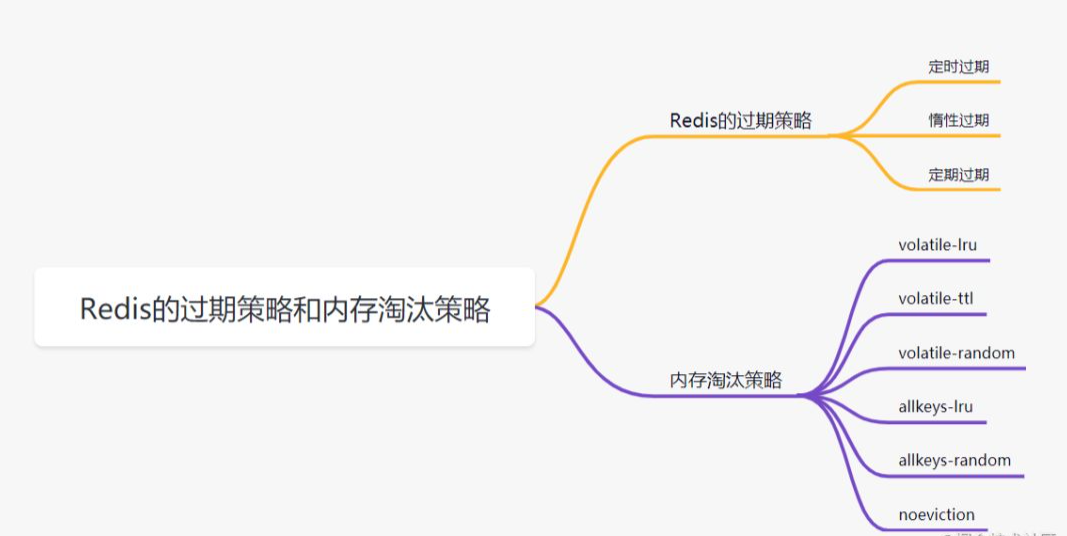 Redis的过期策略和内存淘汰策略
Redis的过期策略
定时过期
惰性过期
定期过期
内存淘汰策略
volatile-lru
volatile-ttl
volatile-random
allkeys-lru
allkeys-random
noeviction